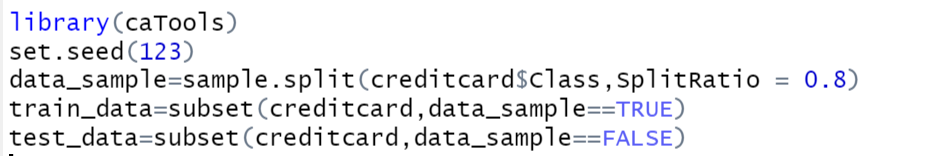 library(caTools)
set.seed(123)
data_sample=sample.split(creditcard$Class,SplitRatio = 0.8)
train_data=subset(creditcard,data_sample==TRUE)
test_data=subset(creditcard,data_sample==FALSE)